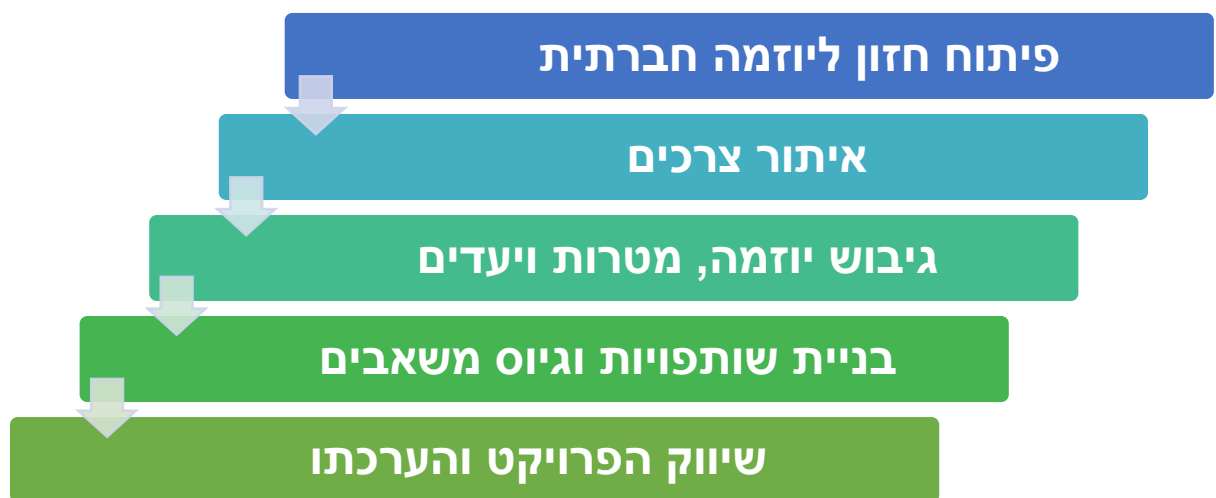 פיתוח חזון ליוזמה חברתית
איתור צרכים
גיבוש יוזמה, מטרות ויעדים
בניית שותפויות וגיוס משאבים
שיווק הפרויקט והערכתו